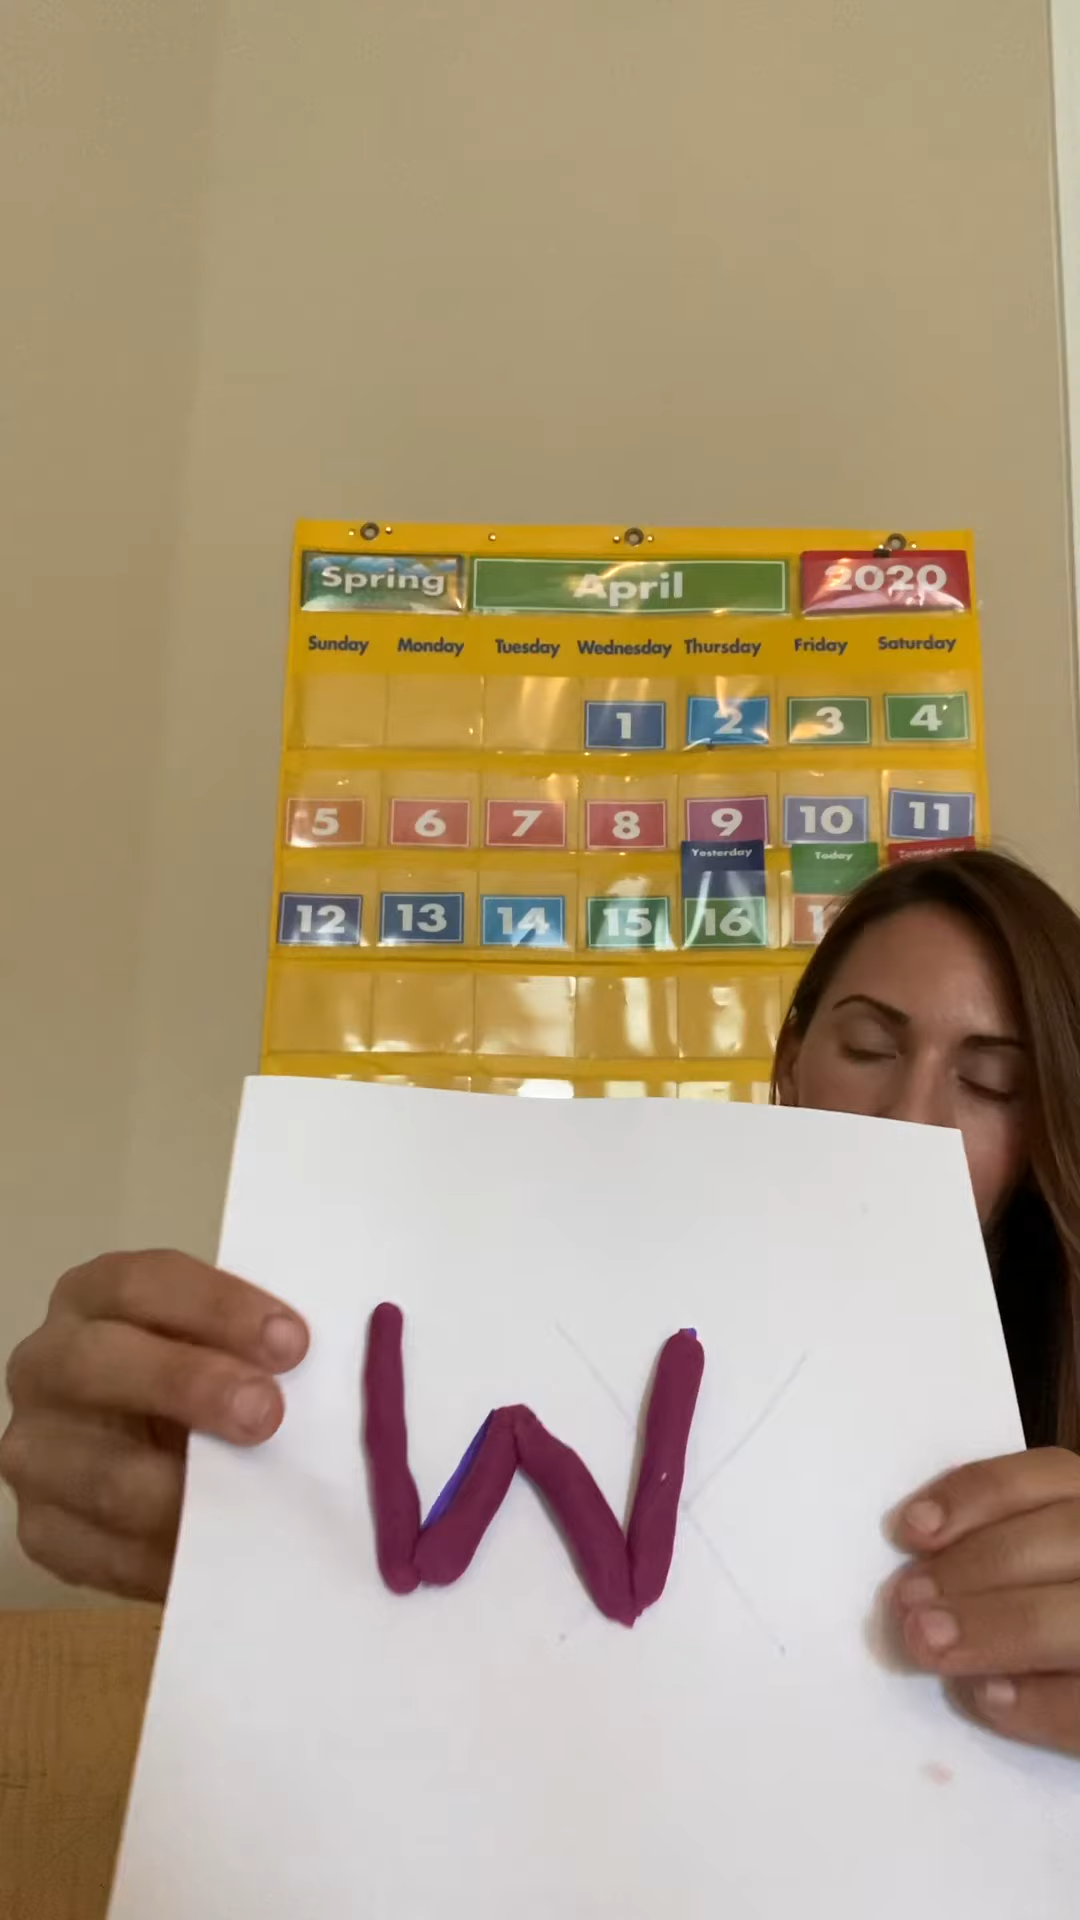 Spring April 2020
Sunday Monday Tuesday Wednesday Thursday Friday Saturday
1 2 3 4
5 6 7 8 9 10 11
Yesterday Today
12 13 14 15 16
W